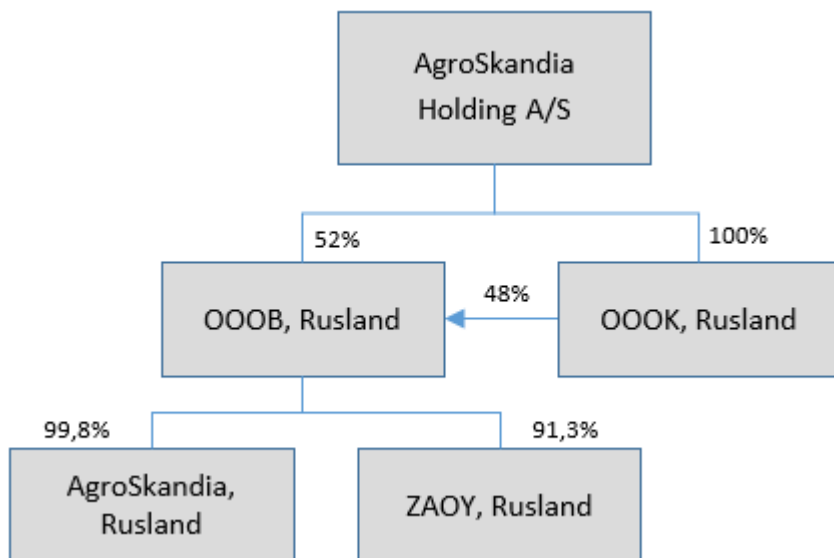 AgroSkandia
Holding A/S
52%
100%
OOOB, Rusland
48%
OOOK, Rusland
99,8%
91,3%
AgroSkandia,
Rusland
ZAOY, Rusland